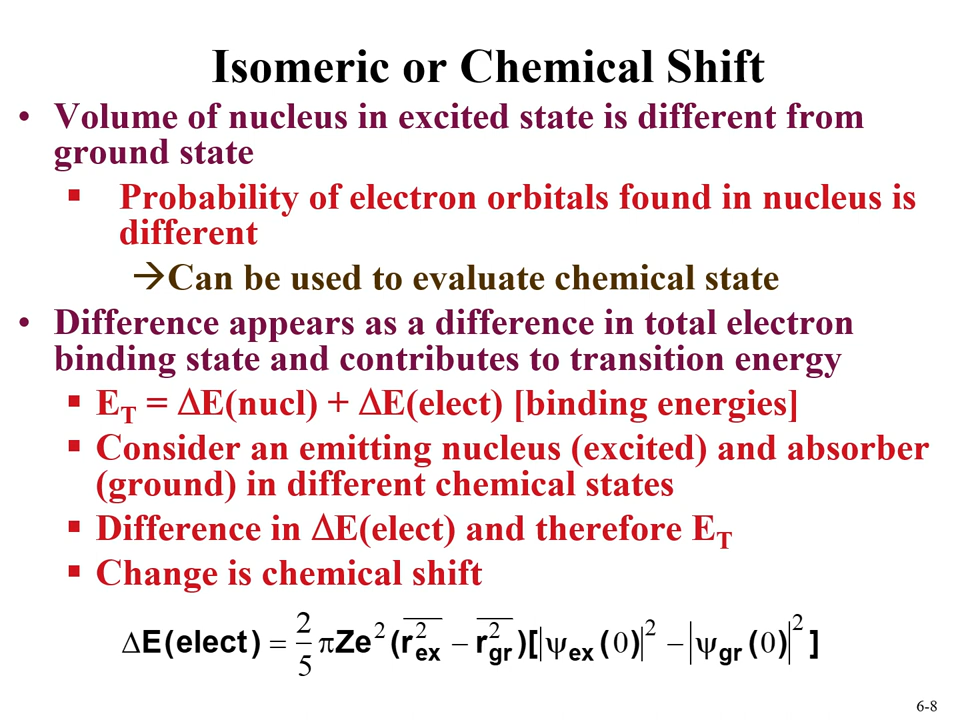 Isomeric or Chemical Shift
• Volume of nucleus in excited state is different from
ground state
▪ Probability of electron orbitals found in nucleus is
different
→Can be used to evaluate chemical state
• Difference appears as a difference in total electron
binding state and contributes to transition energy
▪ E_T = ΔE(nucl) + ΔE(elect) [binding energies]
▪ Consider an emitting nucleus (excited) and absorber
(ground) in different chemical states
▪ Difference in ΔE(elect) and therefore E_T
▪ Change is chemical shift
ΔE(elect) = 2/5 πZe² (r̅²_ex − r̅²_gr)[|ψ_ex(0)|² − |ψ_gr(0)|²]
6-8